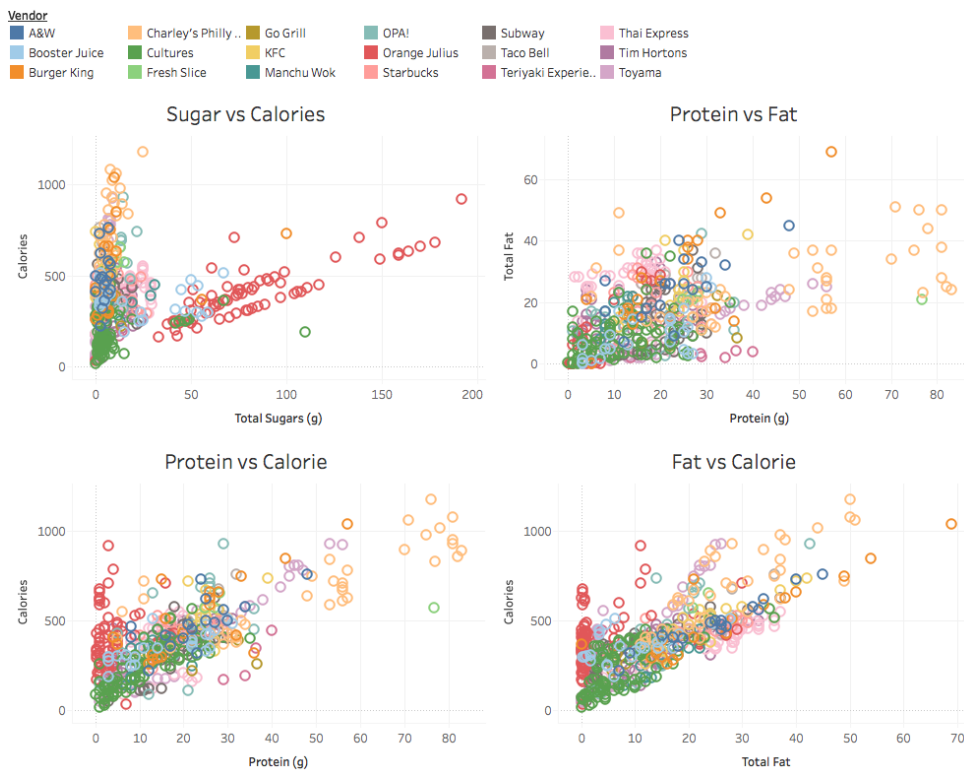 Vendor
A&W Charley's Philly .. Go Grill OPA! Subway Thai Express
Booster Juice Cultures KFC Orange Julius Taco Bell Tim Hortons
Burger King Fresh Slice Manchu Wok Starbucks Teriyaki Experie.. Toyama
Sugar vs Calories
Calories
1000
500
0
0 50 100 150 200
Total Sugars (g)
Protein vs Fat
Total Fat
60
40
20
0
0 10 20 30 40 50 60 70 80
Protein (g)
Protein vs Calorie
Calories
1000
500
0
0 10 20 30 40 50 60 70 80
Protein (g)
Fat vs Calorie
Calories
1000
500
0
0 10 20 30 40 50 60 70
Total Fat